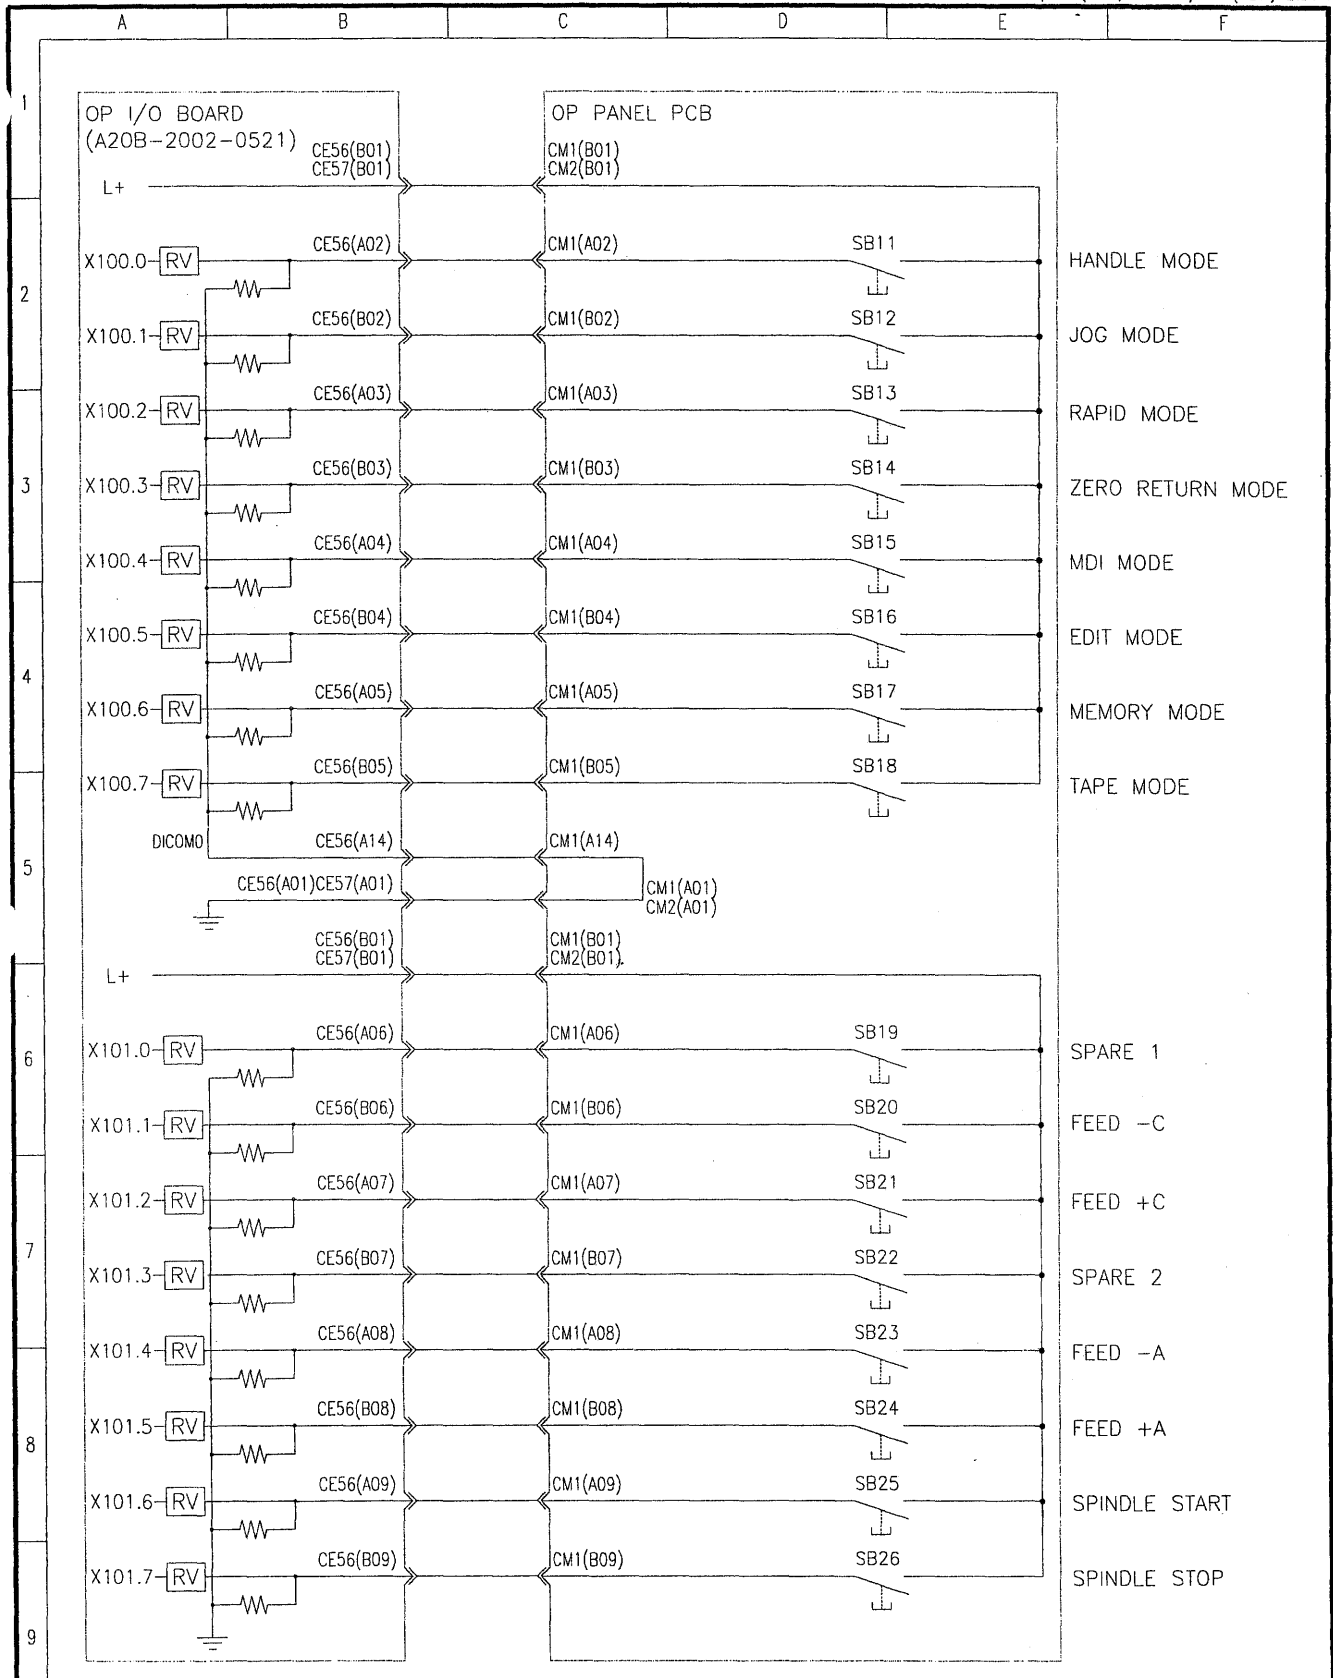 A B C D E F
1
OP I/O BOARD
(A20B-2002-0521)
OP PANEL PCB
CE56(B01)
CE57(B01)
CM1(B01)
CM2(B01)
L+
X100.0 RV CE56(A02) CM1(A02) SB11 HANDLE MODE
2
X100.1 RV CE56(B02) CM1(B02) SB12 JOG MODE
X100.2 RV CE56(A03) CM1(A03) SB13 RAPID MODE
3
X100.3 RV CE56(B03) CM1(B03) SB14 ZERO RETURN MODE
X100.4 RV CE56(A04) CM1(A04) SB15 MDI MODE
X100.5 RV CE56(B04) CM1(B04) SB16 EDIT MODE
4
X100.6 RV CE56(A05) CM1(A05) SB17 MEMORY MODE
X100.7 RV CE56(B05) CM1(B05) SB18 TAPE MODE
DICOM0 CE56(A14) CM1(A14)
5
CE56(A01)CE57(A01) CM1(A01)
CM2(A01)
CE56(B01)
CE57(B01)
CM1(B01)
CM2(B01)
L+
X101.0 RV CE56(A06) CM1(A06) SB19 SPARE 1
6
X101.1 RV CE56(B06) CM1(B06) SB20 FEED -C
X101.2 RV CE56(A07) CM1(A07) SB21 FEED +C
7
X101.3 RV CE56(B07) CM1(B07) SB22 SPARE 2
X101.4 RV CE56(A08) CM1(A08) SB23 FEED -A
X101.5 RV CE56(B08) CM1(B08) SB24 FEED +A
8
X101.6 RV CE56(A09) CM1(A09) SB25 SPINDLE START
X101.7 RV CE56(B09) CM1(B09) SB26 SPINDLE STOP
9